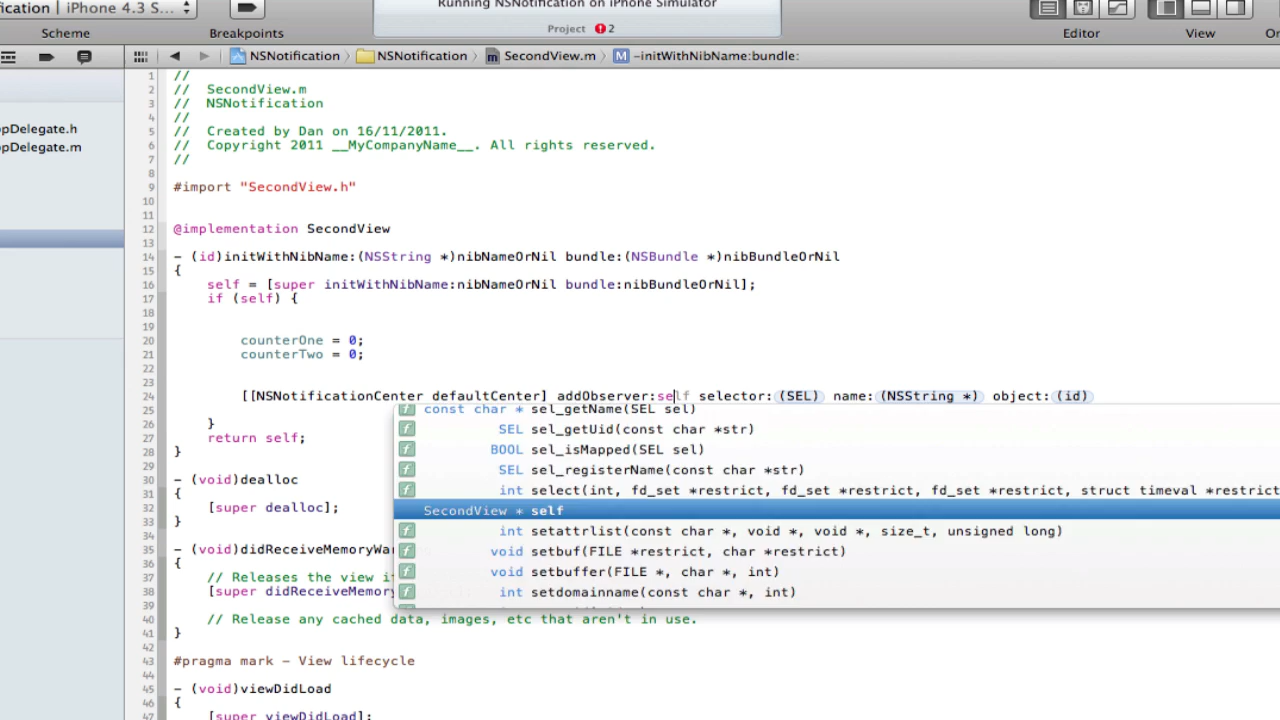 fication iPhone 4.3 S...
Running NSNotification on iPhone Simulator
Project 2
Scheme
Breakpoints
Editor
View
Or
NSNotification
NSNotification
SecondView.m
M -initWithNibName:bundle:
ppDelegate.h
ppDelegate.m
1 //
2 // SecondView.m
3 // NSNotification
4 //
5 // Created by Dan on 16/11/2011.
6 // Copyright 2011 __MyCompanyName__. All rights reserved.
7 //
8
9 #import "SecondView.h"
10
11
12 @implementation SecondView
13
14 - (id)initWithNibName:(NSString *)nibNameOrNil bundle:(NSBundle *)nibBundleOrNil
15 {
16 self = [super initWithNibName:nibNameOrNil bundle:nibBundleOrNil];
17 if (self) {
18
19
20 counterOne = 0;
21 counterTwo = 0;
22
23
24 [[NSNotificationCenter defaultCenter] addObserver:self selector:(SEL) name:(NSString *) object:(id)
25
26 }
27 return self;
28 }
29
30 - (void)dealloc
31 {
32 [super dealloc];
33 }
34
35 - (void)didReceiveMemoryWa
36 {
37 // Releases the view i
38 [super didReceiveMemory
39
40 // Release any cached data, images, etc that aren't in use.
41 }
42
43 #pragma mark - View lifecycle
44
45 - (void)viewDidLoad
46 {
47 [super viewDidLoad];
f const char * sel_getName(SEL sel)
f SEL sel_getUid(const char *str)
f BOOL sel_isMapped(SEL sel)
f SEL sel_registerName(const char *str)
f int select(int, fd_set *restrict, fd_set *restrict, fd_set *restrict, struct timeval *restrict
SecondView * self
f int setattrlist(const char *, void *, void *, size_t, unsigned long)
f void setbuf(FILE *restrict, char *restrict)
f void setbuffer(FILE *, char *, int)
f int setdomainname(const char *, int)